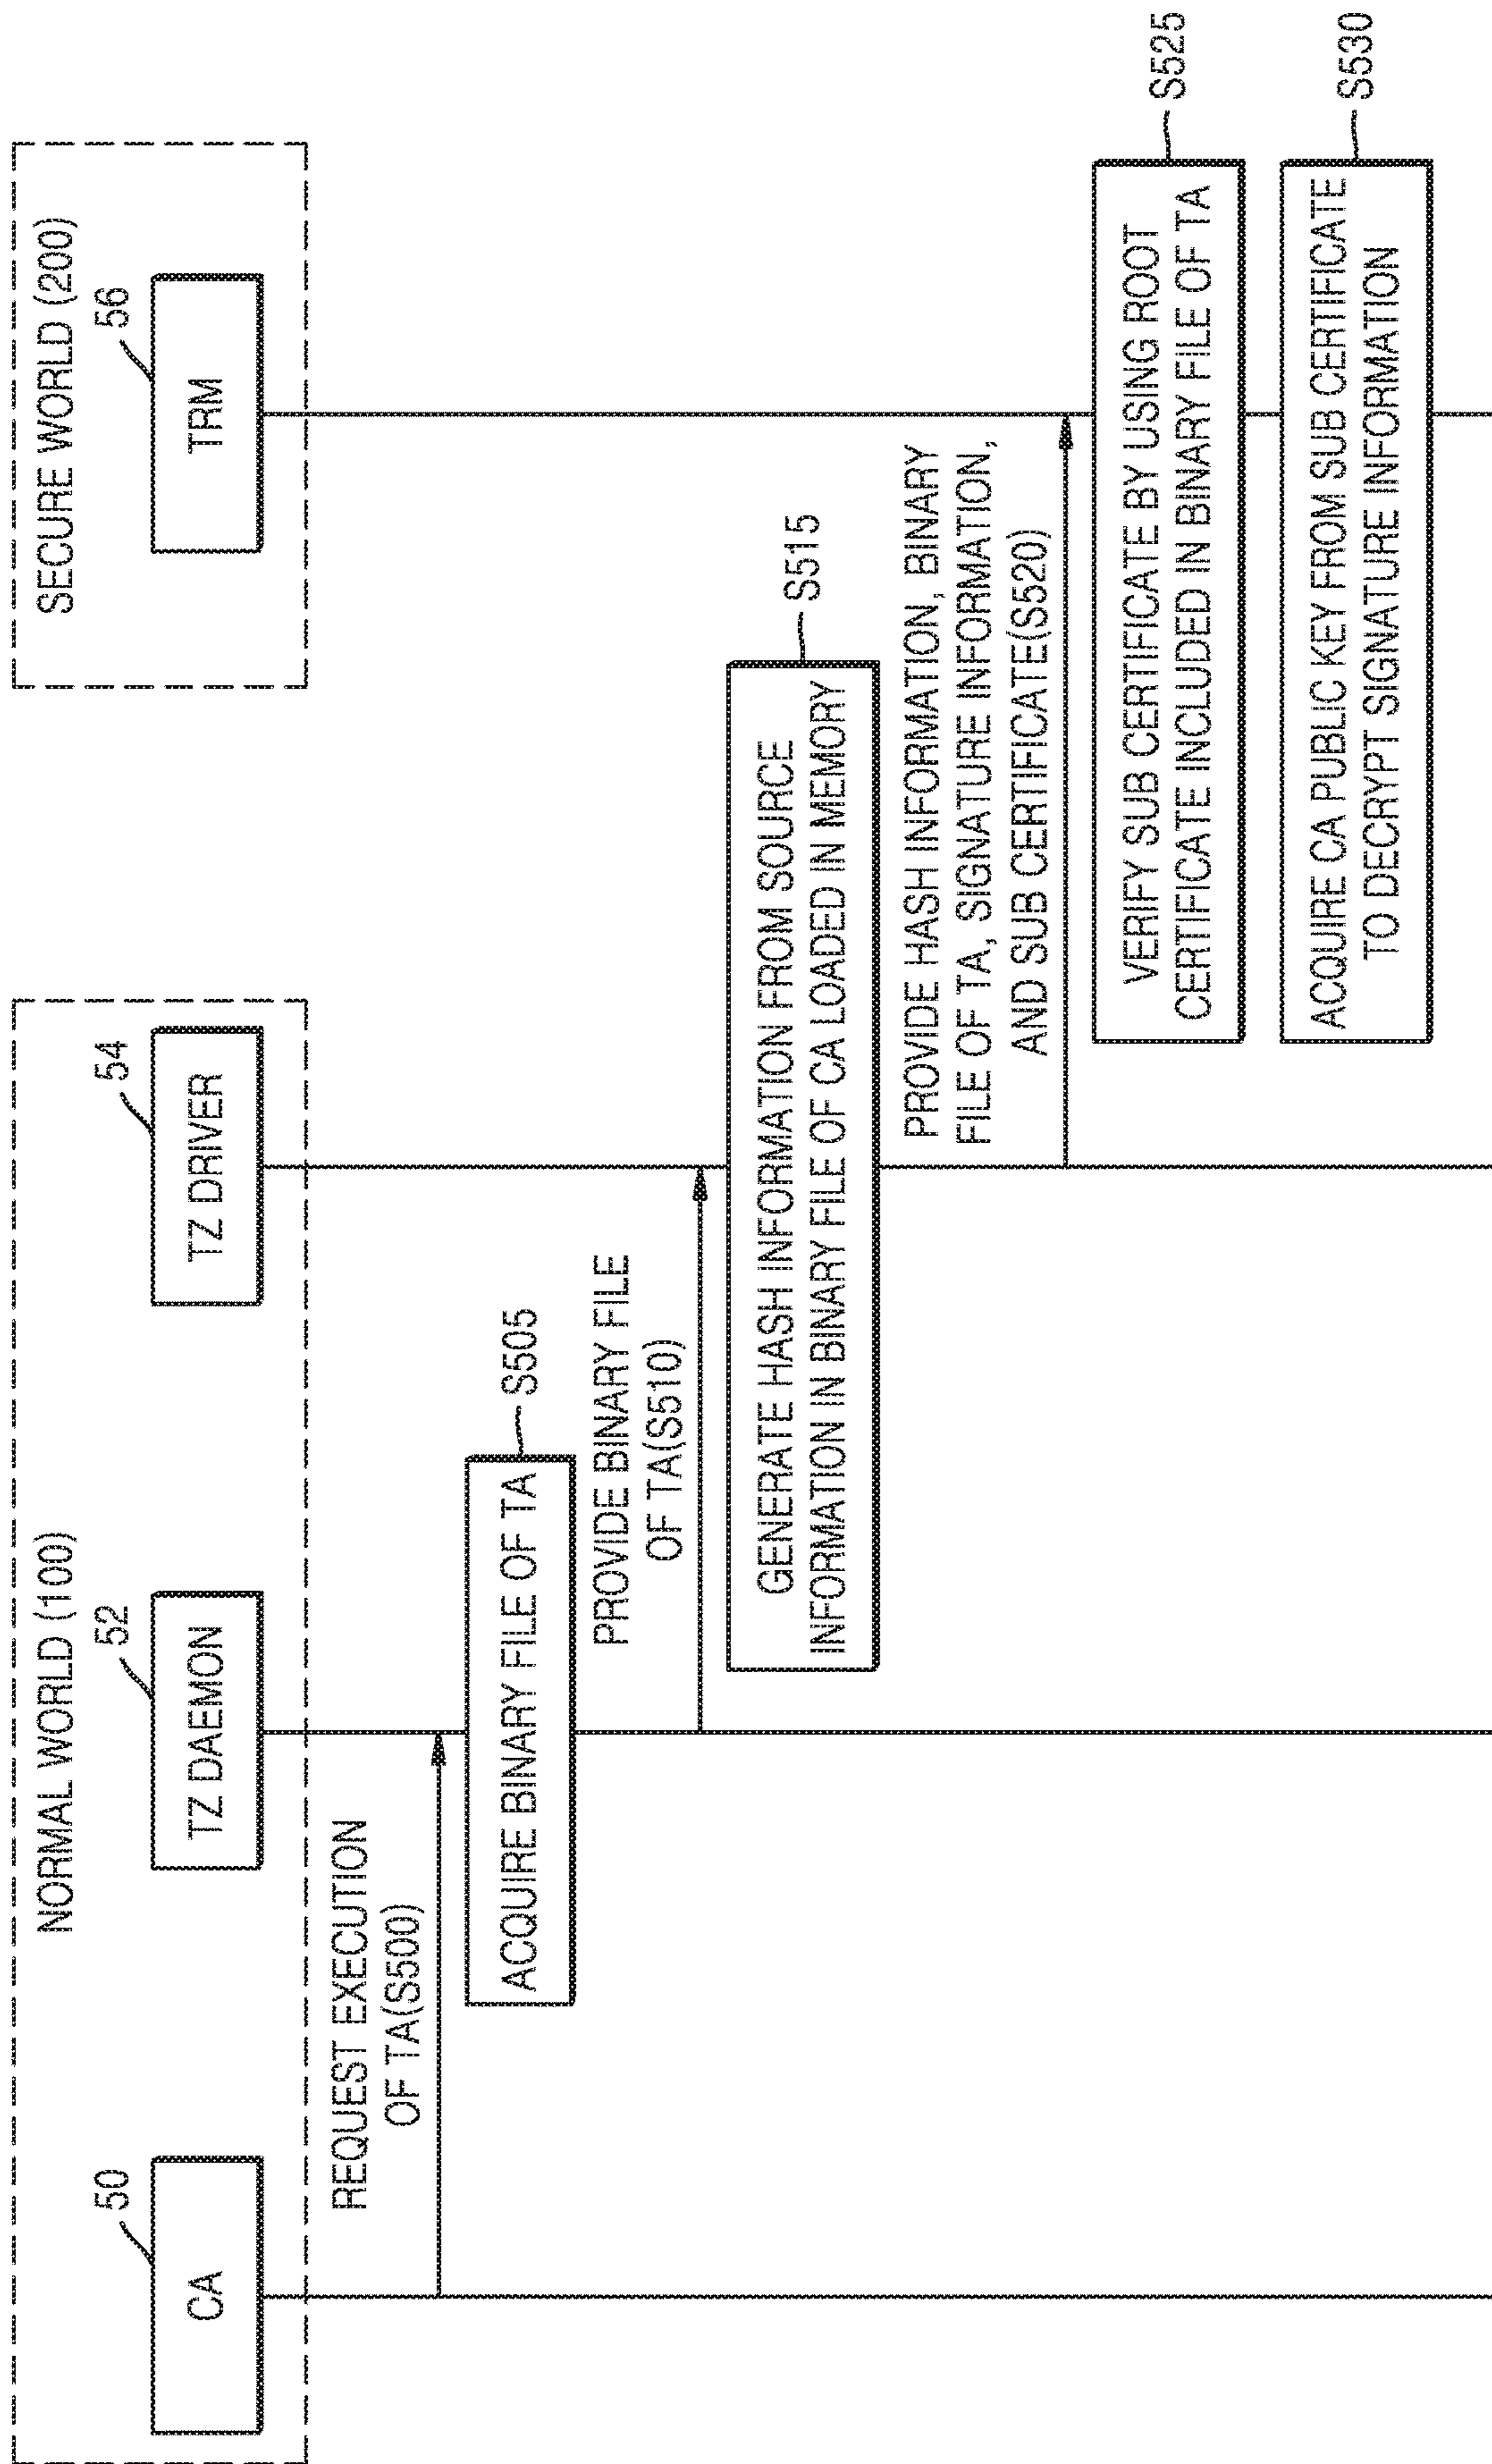 NORMAL WORLD (100)
SECURE WORLD (200)
50
52
54
56
CA
TZ DAEMON
TZ DRIVER
TRM
REQUEST EXECUTION
OF TA(S500)
ACQUIRE BINARY FILE OF TA
S505
PROVIDE BINARY FILE
OF TA(S510)
GENERATE HASH INFORMATION FROM SOURCE
INFORMATION IN BINARY FILE OF CA LOADED IN MEMORY
S515
PROVIDE HASH INFORMATION, BINARY
FILE OF TA, SIGNATURE INFORMATION,
AND SUB CERTIFICATE(S520)
VERIFY SUB CERTIFICATE BY USING ROOT
CERTIFICATE INCLUDED IN BINARY FILE OF TA
S525
ACQUIRE CA PUBLIC KEY FROM SUB CERTIFICATE
TO DECRYPT SIGNATURE INFORMATION
S530